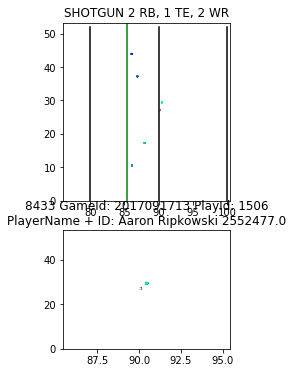 SHOTGUN 2 RB, 1 TE, 2 WR
50
40
30
20
10
0
80 85 90 95 100
8433 GameId: 2017091713 PlayId: 1506
PlayerName + ID: Aaron Ripkowski 2552477.0
40
20
0
87.5 90.0 92.5 95.0